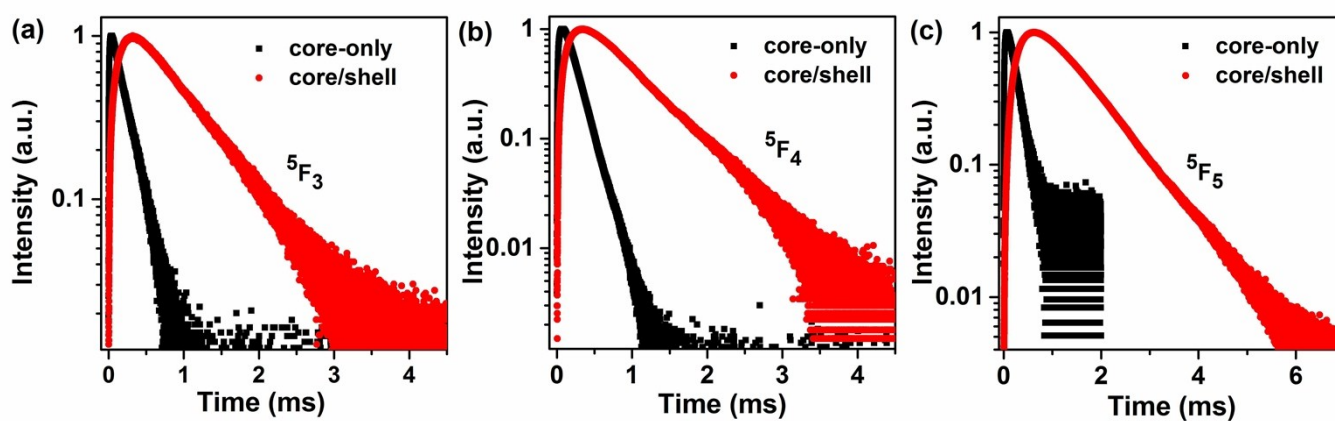 (a)
core-only
core/shell
⁵F₃
Intensity (a.u.)
1
0.1
0
1
2
3
4
Time (ms)
(b)
core-only
core/shell
⁵F₄
Intensity (a.u.)
1
0.1
0.01
0
1
2
3
4
Time (ms)
(c)
core-only
core/shell
⁵F₅
Intensity (a.u.)
1
0.1
0.01
0
2
4
6
Time (ms)